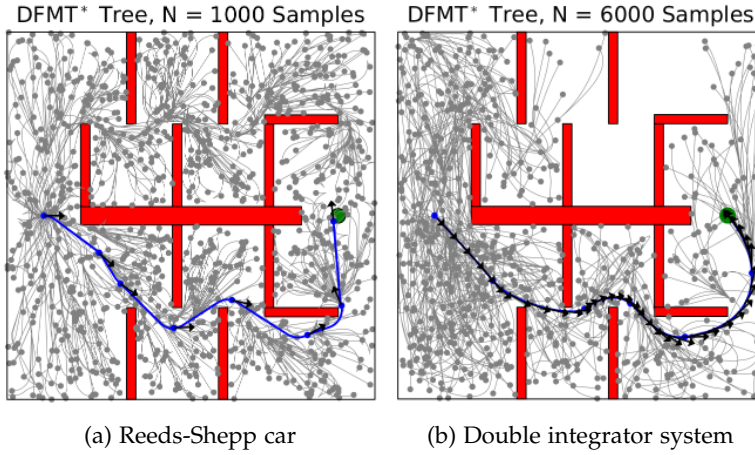 DFMT* Tree, N = 1000 Samples
DFMT* Tree, N = 6000 Samples
(a) Reeds-Shepp car
(b) Double integrator system